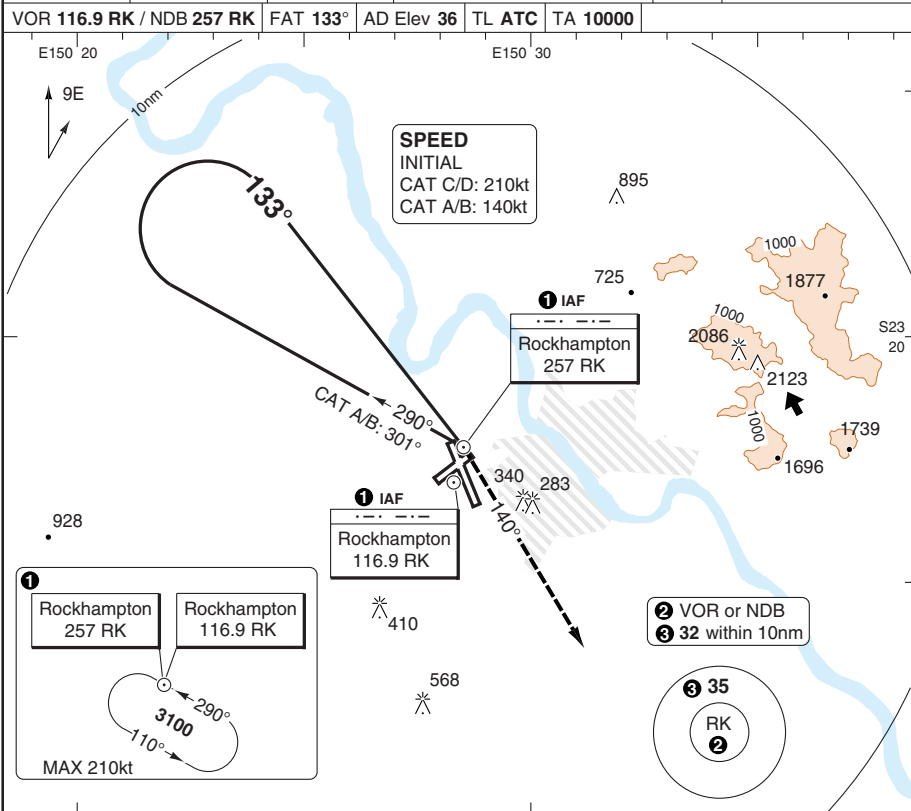 VOR 116.9 RK / NDB 257 RK FAT 133° AD Elev 36 TL ATC TA 10000
E150 20
E150 30
9E
10nm
SPEED
INITIAL
CAT C/D: 210kt
CAT A/B: 140kt
133°
895
1000
725
1877
1 IAF
Rockhampton
257 RK
1000
2086
S23
20
2123
290°
CAT A/B: 301°
1000
1739
1696
340
283
140°
1 IAF
Rockhampton
116.9 RK
928
1
Rockhampton
257 RK
Rockhampton
116.9 RK
410
2 VOR or NDB
3 32 within 10nm
568
3 35
RK
2
290°
3100
110°
MAX 210kt